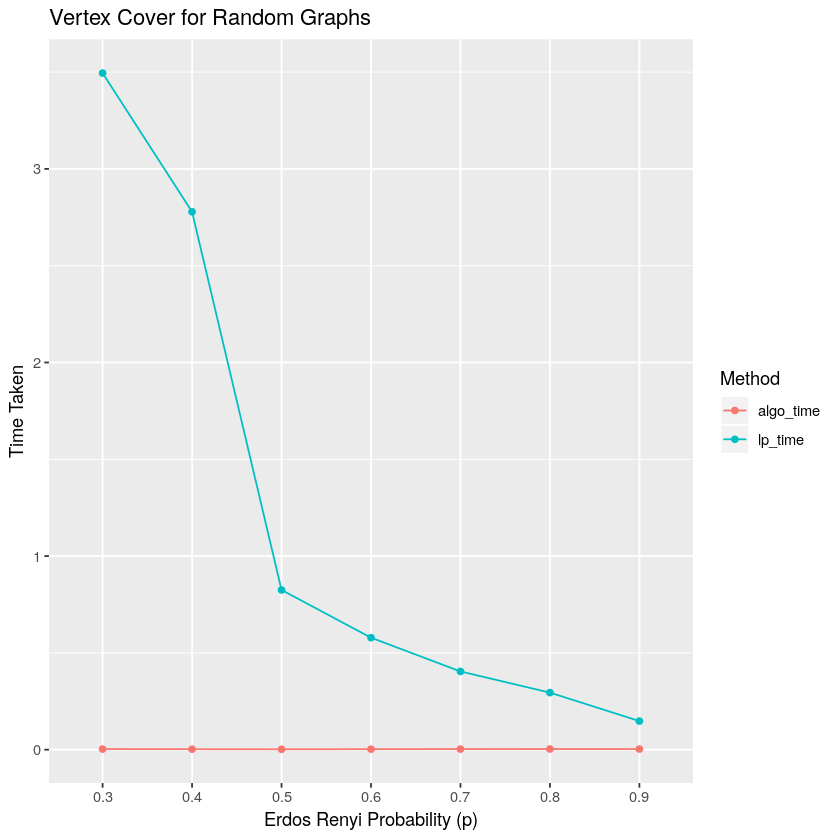 Vertex Cover for Random Graphs
Time Taken
3
2
1
0
0.3 0.4 0.5 0.6 0.7 0.8 0.9
Erdos Renyi Probability (p)
Method
algo_time
lp_time